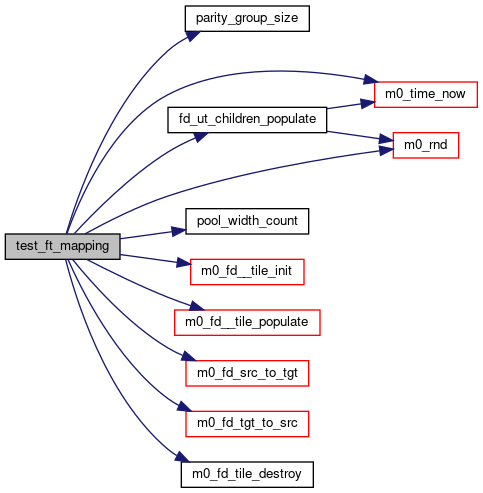 parity_group_size
m0_time_now
fd_ut_children_populate
m0_rnd
pool_width_count
test_ft_mapping
m0_fd__tile_init
m0_fd__tile_populate
m0_fd_src_to_tgt
m0_fd_tgt_to_src
m0_fd_tile_destroy